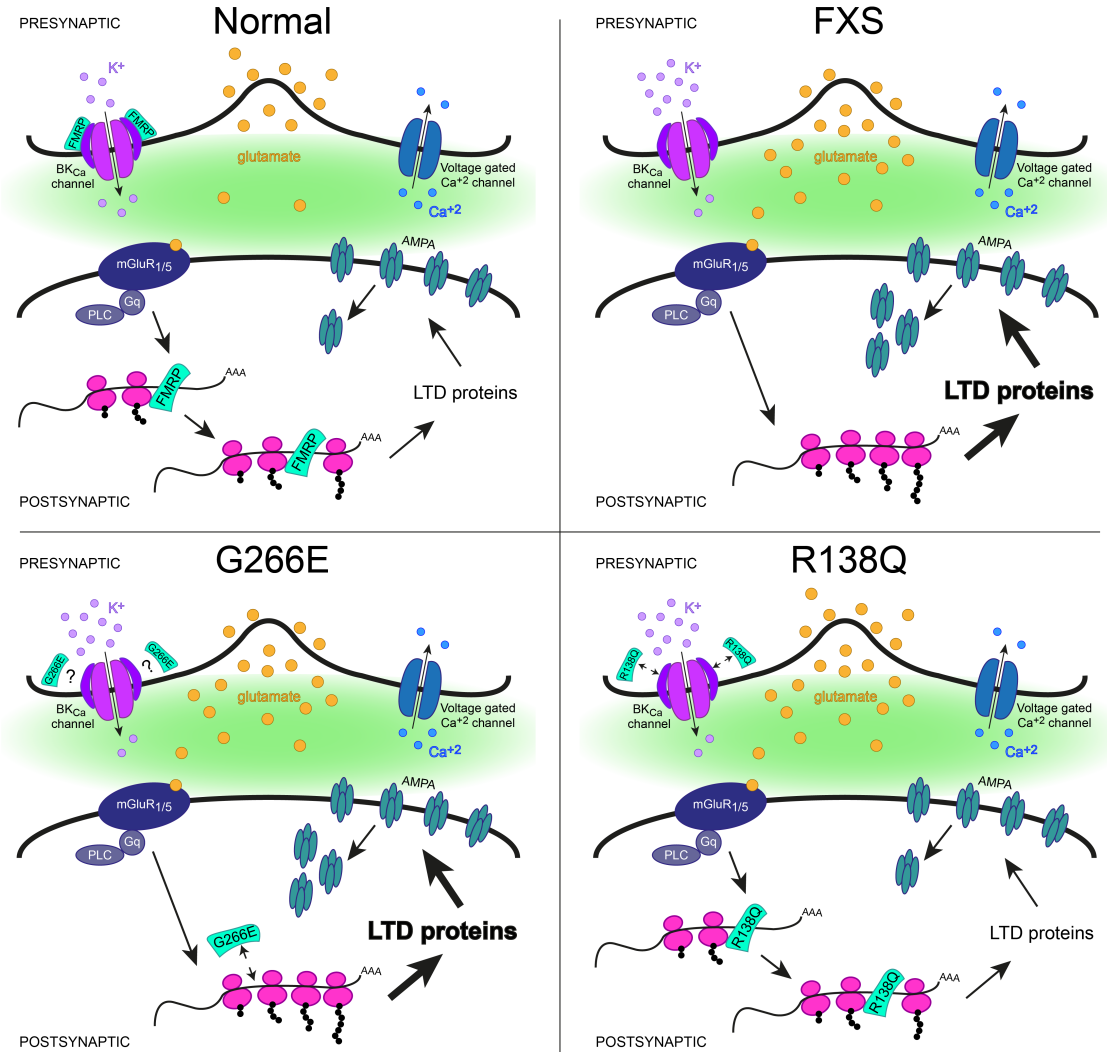 Normal
PRESYNAPTIC
K+
FMRP
FMRP
BKCa
channel
glutamate
Voltage gated
Ca+2 channel
Ca+2
AMPA
mGluR1/5
Gq
PLC
FMRP
AAA
LTD proteins
FMRP
AAA
POSTSYNAPTIC
FXS
PRESYNAPTIC
K+
BKCa
channel
glutamate
Voltage gated
Ca+2 channel
Ca+2
AMPA
mGluR1/5
Gq
PLC
LTD proteins
AAA
POSTSYNAPTIC
G266E
PRESYNAPTIC
K+
G266E
?
?
G266E
BKCa
channel
glutamate
Voltage gated
Ca+2 channel
Ca+2
AMPA
mGluR1/5
Gq
PLC
G266E
LTD proteins
AAA
POSTSYNAPTIC
R138Q
PRESYNAPTIC
K+
R138Q
R138Q
BKCa
channel
glutamate
Voltage gated
Ca+2 channel
Ca+2
AMPA
mGluR1/5
Gq
PLC
R138Q
AAA
LTD proteins
R138Q
AAA
POSTSYNAPTIC